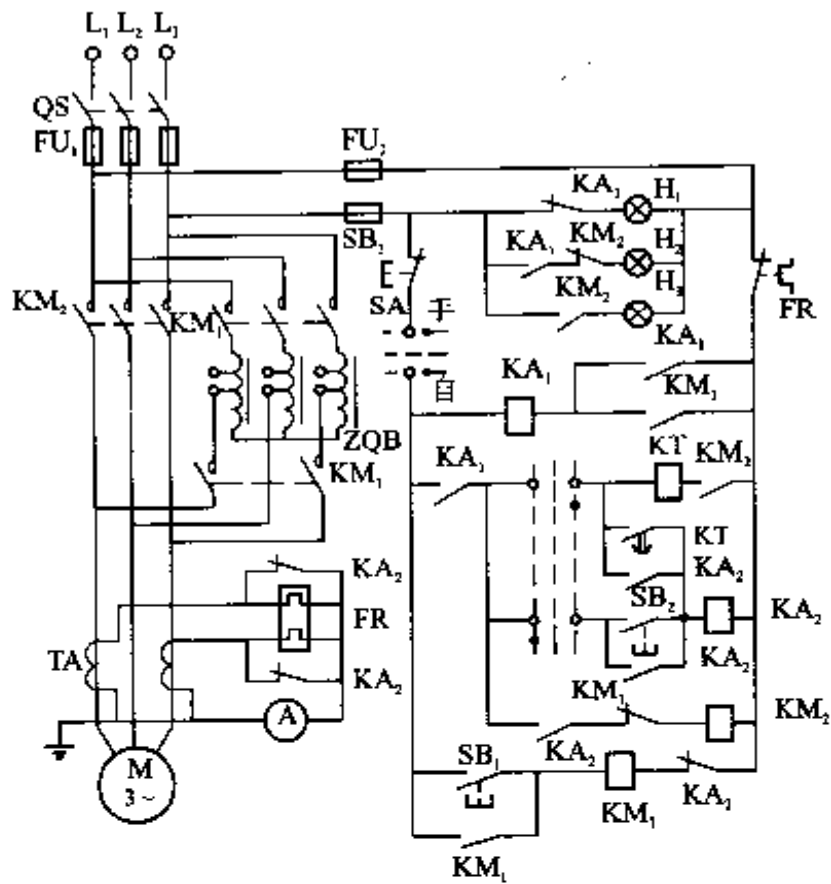 L₁ L₂ L₃
QS
FU₁
FU₂
KA₁ H₁
SB₃
KA₁ KM₂ H₂
KM₂ SA 手 KM₂ H₃ FR
KM₁
KA₁
自 KA₁
KM₁
ZQB
KM₁ KA₁ KT KM₂
KT
KA₂ KA₂
FR SB₂ KA₂
TA KA₂ KA₂
KM₁
A KM₂
KA₂
M SB₁
3~ KM₁ KA₂
KM₁